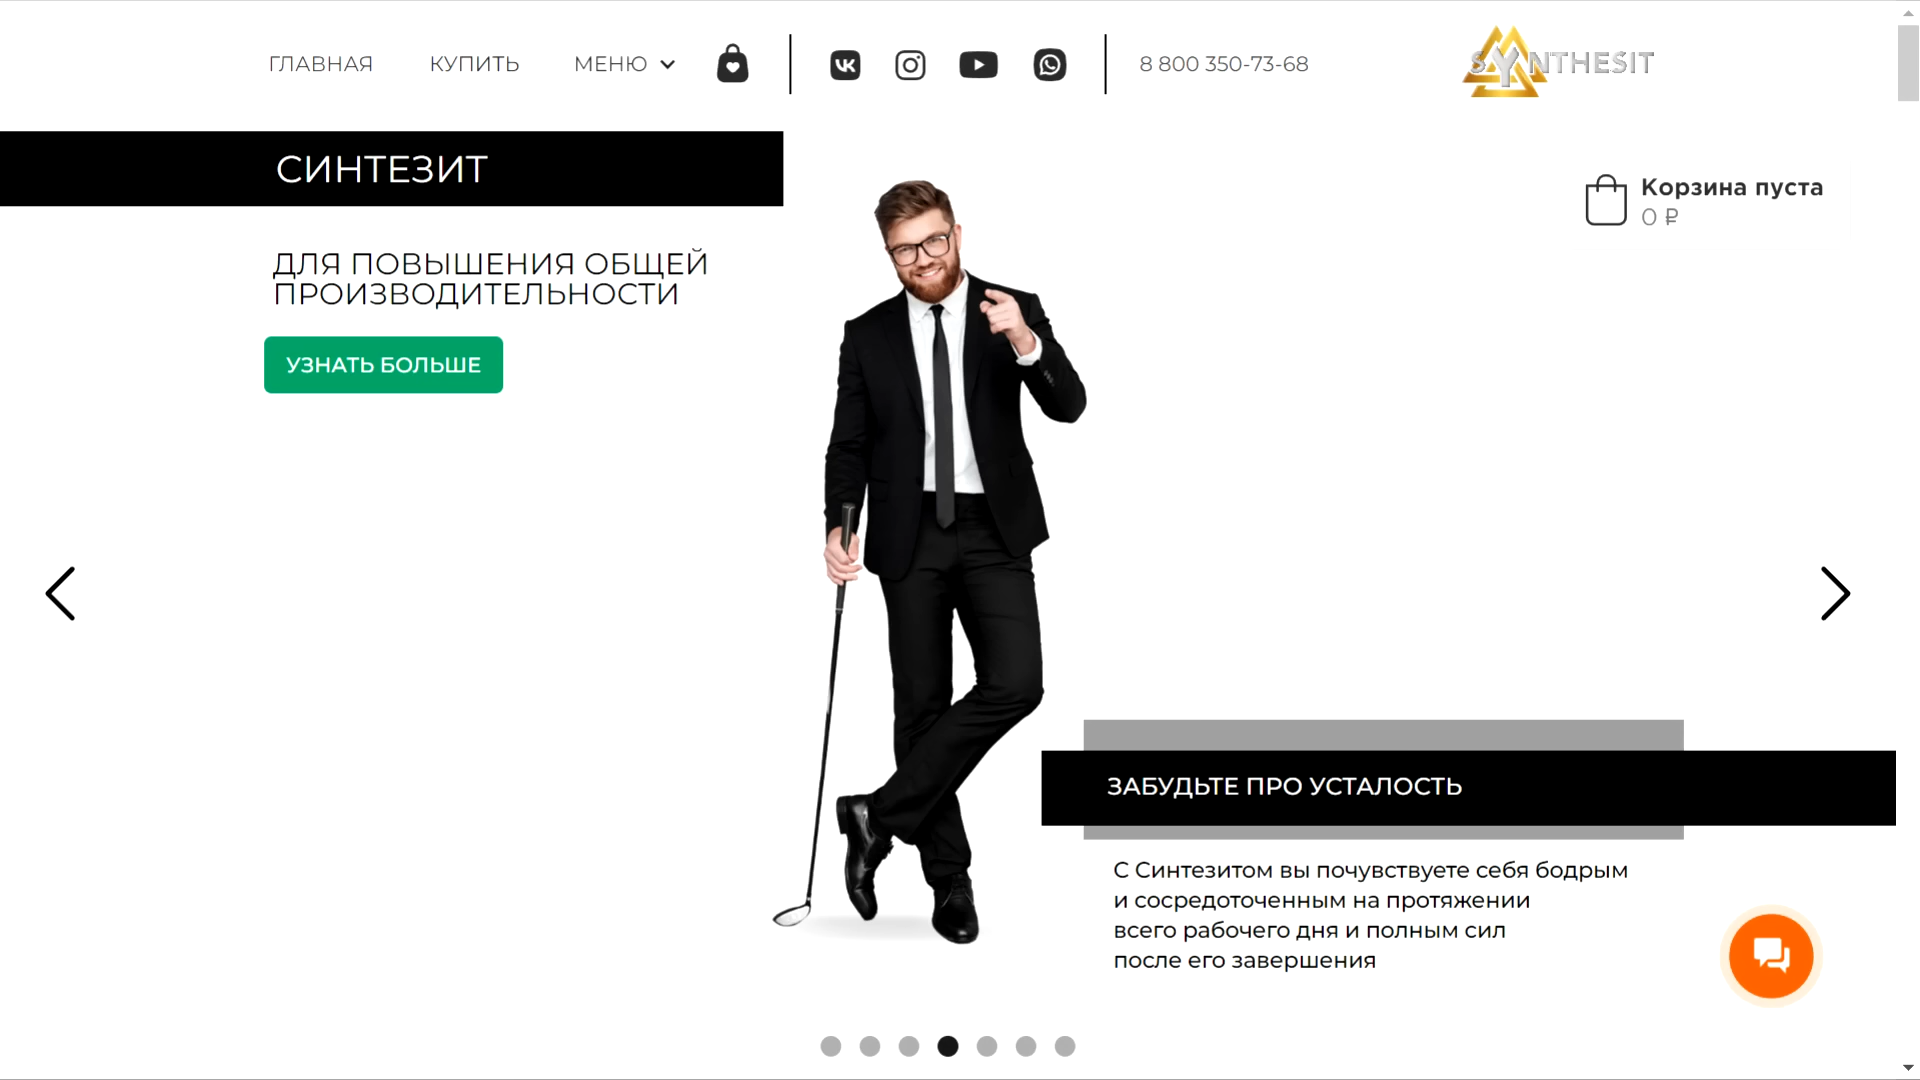 ГЛАВНАЯ
КУПИТЬ
МЕНЮ
8 800 350-73-68
SYNTHESIT
СИНТЕЗИТ
Корзина пуста
0 ₽
ДЛЯ ПОВЫШЕНИЯ ОБЩЕЙ
ПРОИЗВОДИТЕЛЬНОСТИ
УЗНАТЬ БОЛЬШЕ
ЗАБУДЬТЕ ПРО УСТАЛОСТЬ
С Синтезитом вы почувствуете себя бодрым
и сосредоточенным на протяжении
всего рабочего дня и полным сил
после его завершения